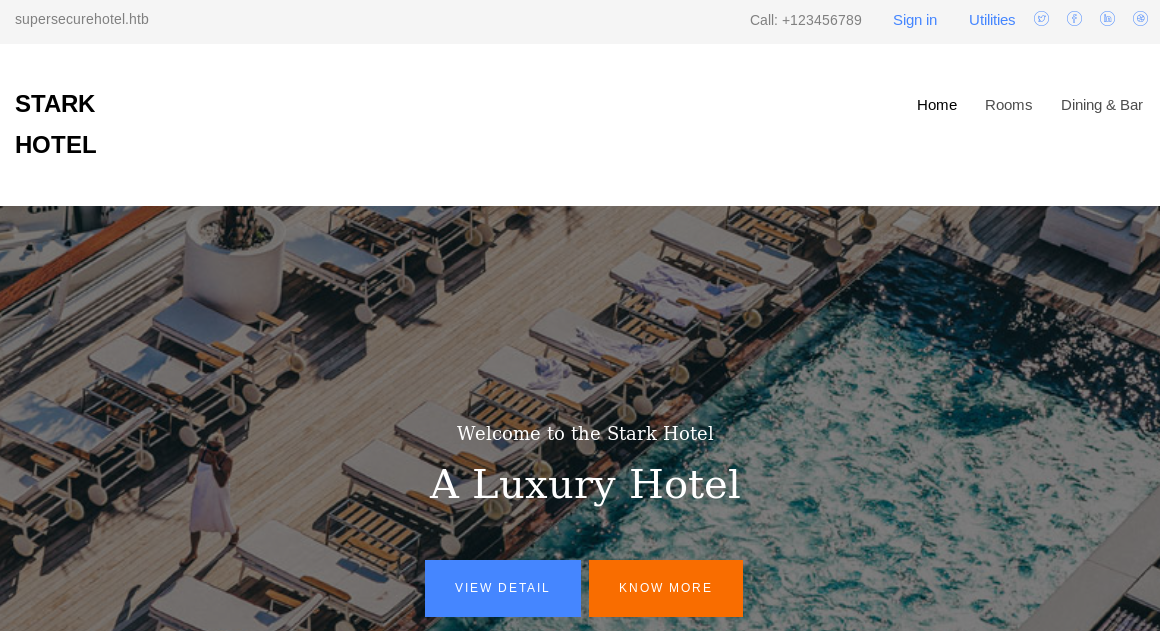 supersecurehotel.htb
Call: +123456789 Sign in Utilities
STARK
HOTEL
Home Rooms Dining & Bar
Welcome to the Stark Hotel
A Luxury Hotel
VIEW DETAIL KNOW MORE